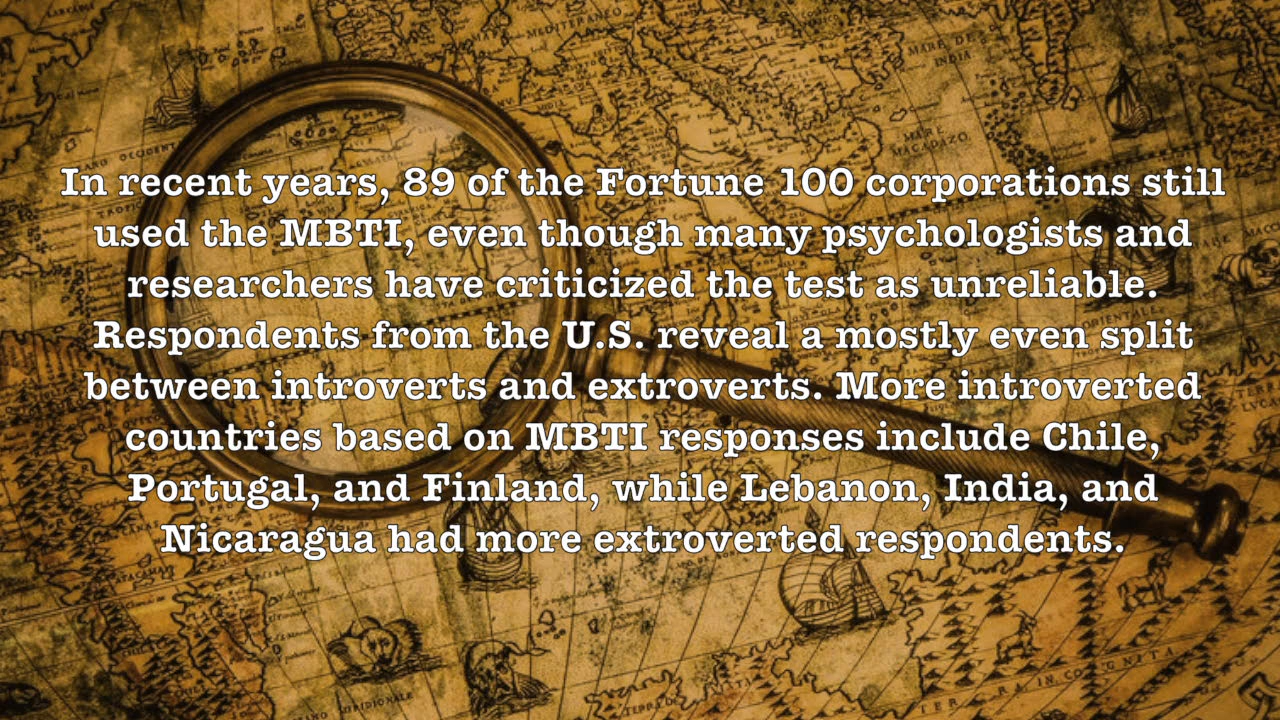 In recent years, 89 of the Fortune 100 corporations still
used the MBTI, even though many psychologists and
researchers have criticized the test as unreliable.
Respondents from the U.S. reveal a mostly even split
between introverts and extroverts. More introverted
countries based on MBTI responses include Chile,
Portugal, and Finland, while Lebanon, India, and
Nicaragua had more extroverted respondents.